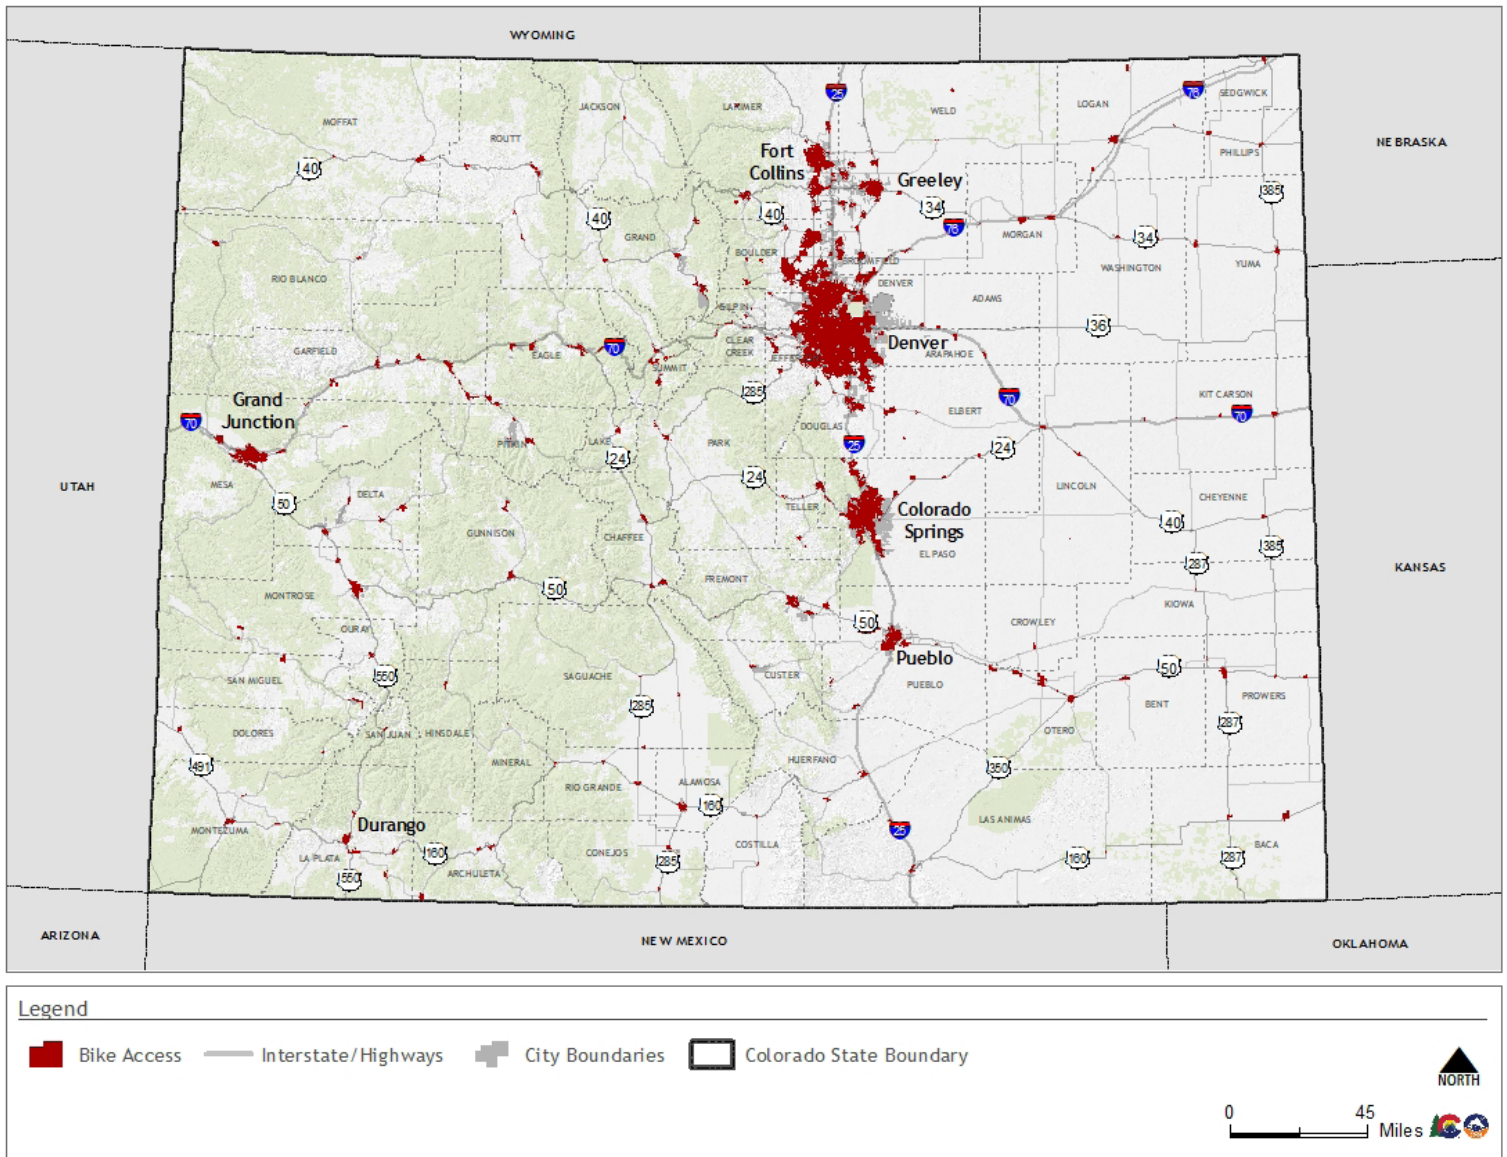 WYOMING
25
76
SEDGWICK
JACKSON
LARIMER
WELD
LOGAN
MOFFAT
ROUTT
NEBRASKA
Fort
Collins
PHILLIPS
40
Greeley
385
34
40
40
76
MORGAN
34
GRAND
BOULDER
BROOMFIELD
WASHINGTON
YUMA
RIO BLANCO
DENVER
ADAMS
GILPIN
36
CLEAR
CREEK
Denver
GARFIELD
EAGLE
70
JEFFERSON
ARAPAHOE
SUMMIT
285
70
KIT CARSON
Grand
Junction
70
70
ELBERT
DOUGLAS
25
PITKIN
LAKE
PARK
24
24
UTAH
MESA
24
LINCOLN
DELTA
50
TELLER
Colorado
Springs
CHEYENNE
40
GUNNISON
CHAFFEE
EL PASO
385
287
KANSAS
FREMONT
50
MONTROSE
KIOWA
50
CROWLEY
OURAY
Pueblo
50
SAN MIGUEL
550
SAGUACHE
CUSTER
PUEBLO
PROWERS
285
BENT
287
DOLORES
SAN JUAN
HINSDALE
OTERO
491
MINERAL
HUERFANO
350
RIO GRANDE
ALAMOSA
160
MONTEZUMA
Durango
25
LAS ANIMAS
LA PLATA
160
CONEJOS
285
COSTILLA
160
287
BACA
550
ARCHULETA
ARIZONA
NEW MEXICO
OKLAHOMA
Legend
Bike Access
Interstate/Highways
City Boundaries
Colorado State Boundary
NORTH
0 45
Miles